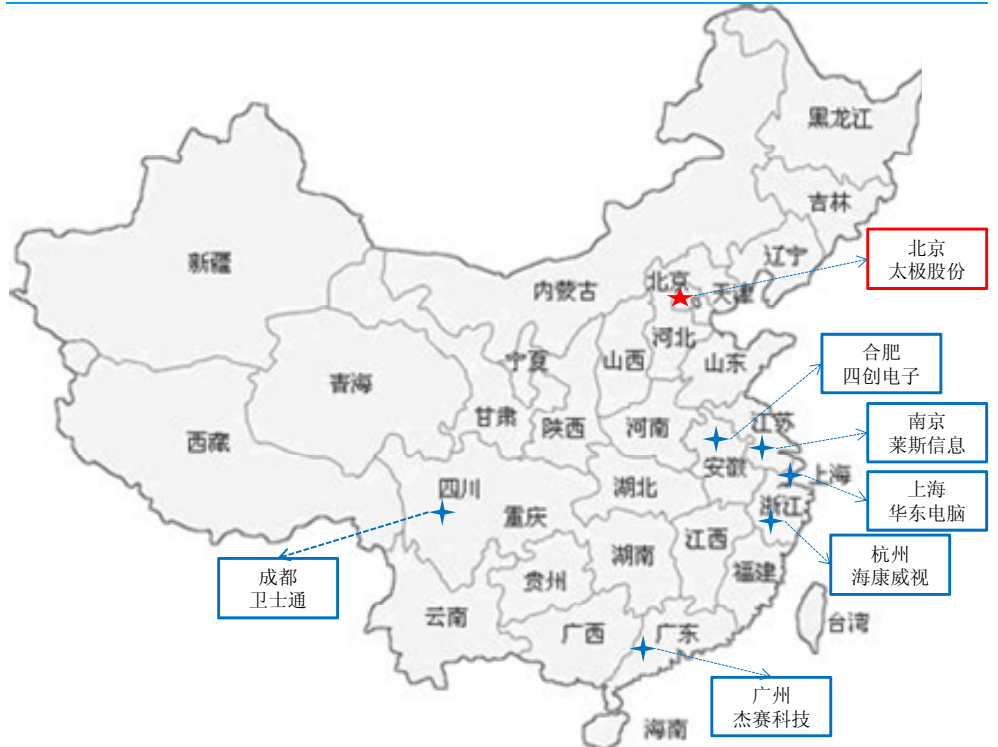 黑龙江
吉林
辽宁
北京
太极股份
新疆
内蒙古
北京
天津
河北
山西
山东
宁夏
青海
甘肃
陕西
河南
合肥
四创电子
江苏
南京
莱斯信息
西藏
安徽
上海
四川
湖北
重庆
浙江
上海
华东电脑
江西
湖南
杭州
海康威视
福建
成都
卫士通
贵州
云南
广西
广东
台湾
广州
杰赛科技
海南